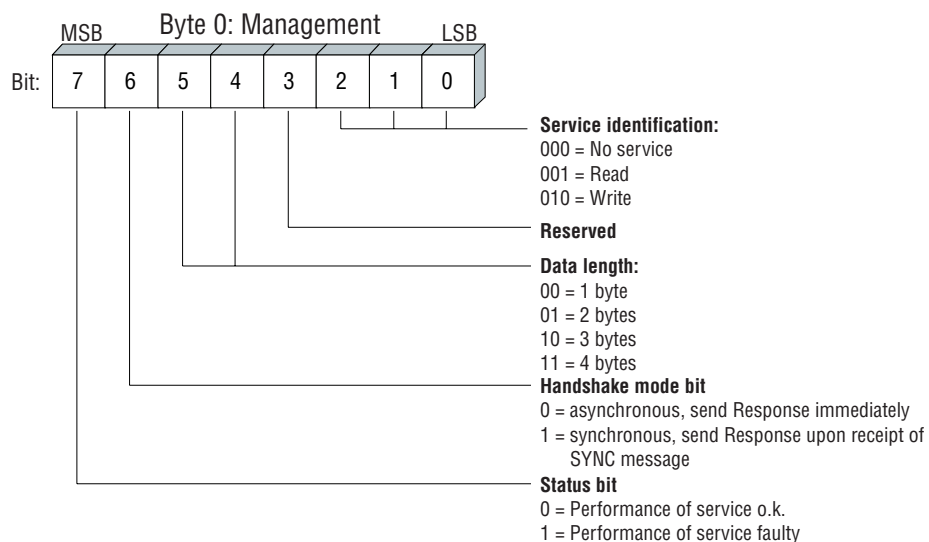 MSB Byte 0: Management LSB
Bit: 7 6 5 4 3 2 1 0
Service identification:
000 = No service
001 = Read
010 = Write
Reserved
Data length:
00 = 1 byte
01 = 2 bytes
10 = 3 bytes
11 = 4 bytes
Handshake mode bit
0 = asynchronous, send Response immediately
1 = synchronous, send Response upon receipt of
SYNC message
Status bit
0 = Performance of service o.k.
1 = Performance of service faulty